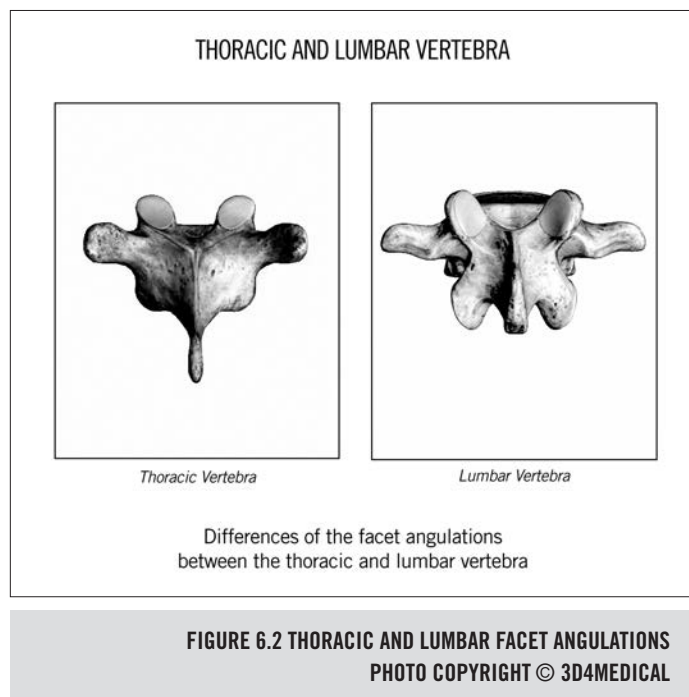 THORACIC AND LUMBAR VERTEBRA
Thoracic Vertebra
Lumbar Vertebra
Differences of the facet angulations
between the thoracic and lumbar vertebra
FIGURE 6.2 THORACIC AND LUMBAR FACET ANGULATIONS
PHOTO COPYRIGHT © 3D4MEDICAL